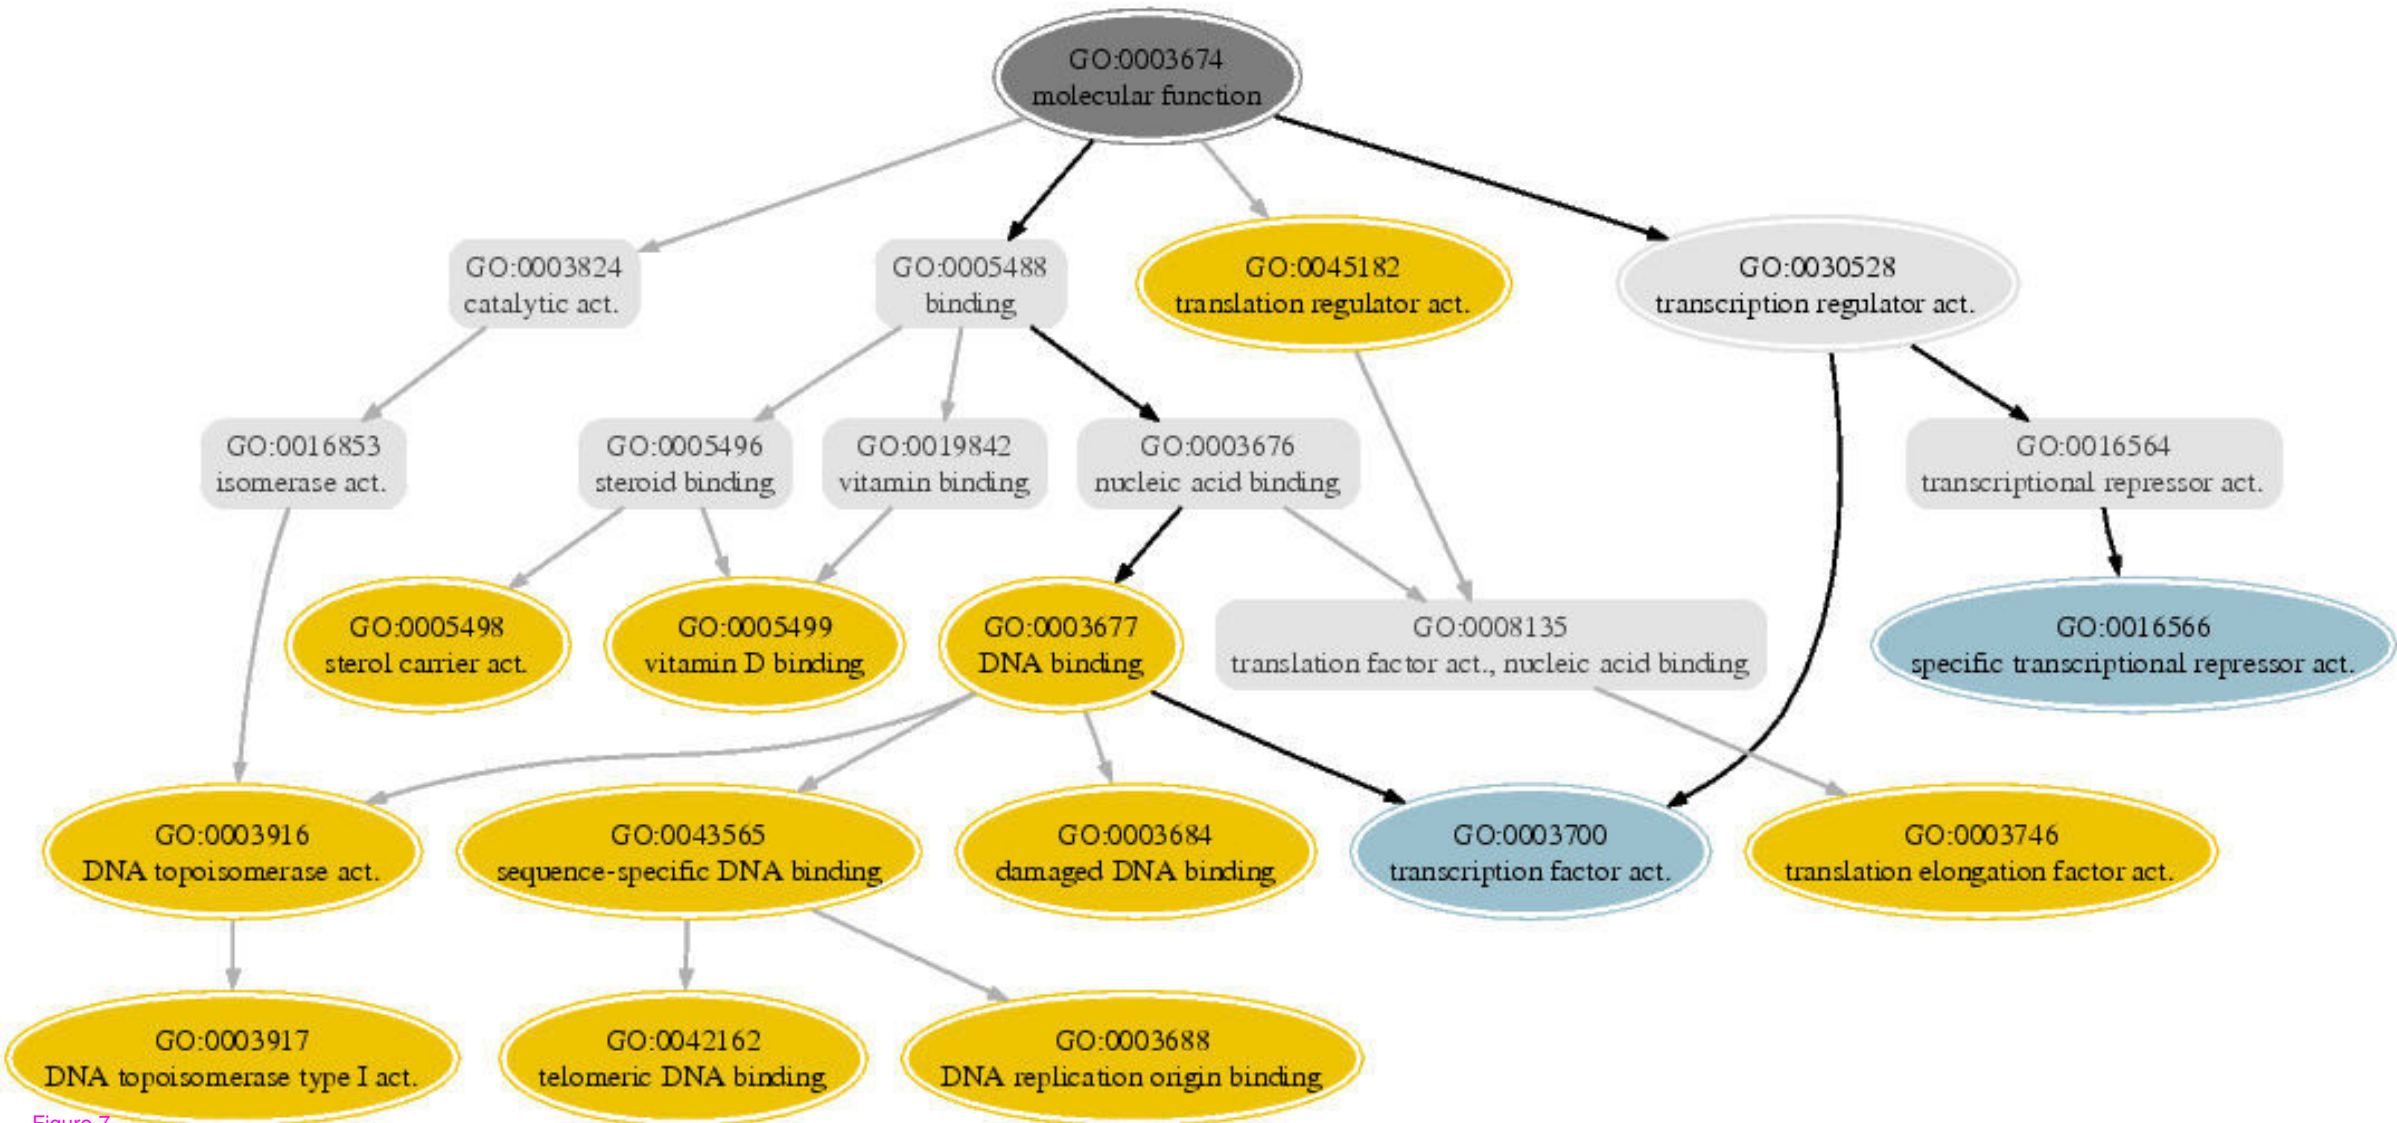 GO:0003674
molecular function
GO:0003824
catalytic act.
GO:0005488
binding
GO:0045182
translation regulator act.
GO:0030528
transcription regulator act.
GO:0016853
isomerase act.
GO:0005496
steroid binding
GO:0019842
vitamin binding
GO:0003676
nucleic acid binding
GO:0016564
transcriptional repressor act.
GO:0005498
sterol carrier act.
GO:0005499
vitamin D binding
GO:0003677
DNA binding
GO:0008135
translation factor act., nucleic acid binding
GO:0016566
specific transcriptional repressor act.
GO:0003916
DNA topoisomerase act.
GO:0043565
sequence-specific DNA binding
GO:0003684
damaged DNA binding
GO:0003700
transcription factor act.
GO:0003746
translation elongation factor act.
GO:0003917
DNA topoisomerase type I act.
GO:0042162
telomeric DNA binding
GO:0003688
DNA replication origin binding
Figure 7